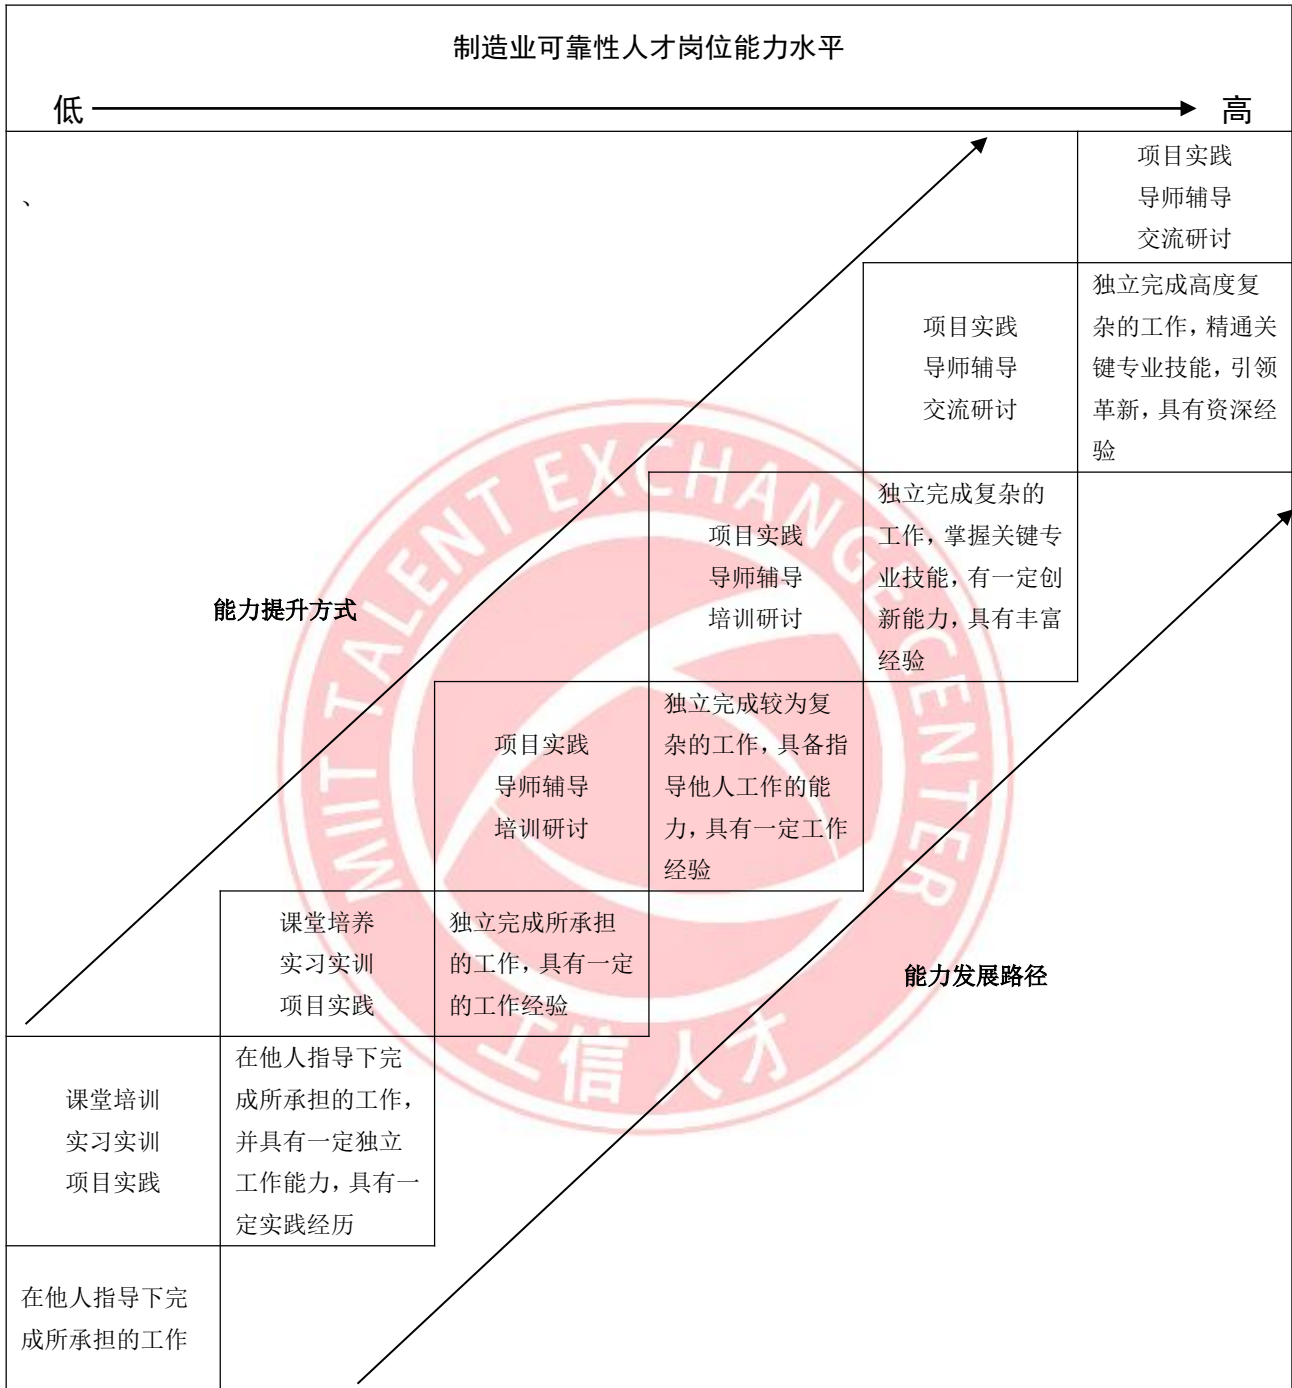 制造业可靠性人才岗位能力水平
低
高
、
项目实践
导师辅导
交流研讨
项目实践
导师辅导
交流研讨
独立完成高度复
杂的工作，精通关
键专业技能，引领
革新，具有资深经
验
项目实践
导师辅导
培训研讨
独立完成复杂的
工作，掌握关键专
业技能，有一定创
新能力，具有丰富
经验
能力提升方式
项目实践
导师辅导
培训研讨
独立完成较为复
杂的工作，具备指
导他人工作的能
力，具有一定工作
经验
课堂培养
实习实训
项目实践
独立完成所承担
的工作，具有一定
的工作经验
能力发展路径
课堂培训
实习实训
项目实践
在他人指导下完
成所承担的工作，
并具有一定独立
工作能力，具有一
定实践经历
在他人指导下完
成所承担的工作
MIIT TALENT EXCHANGE CENTER
工信人才